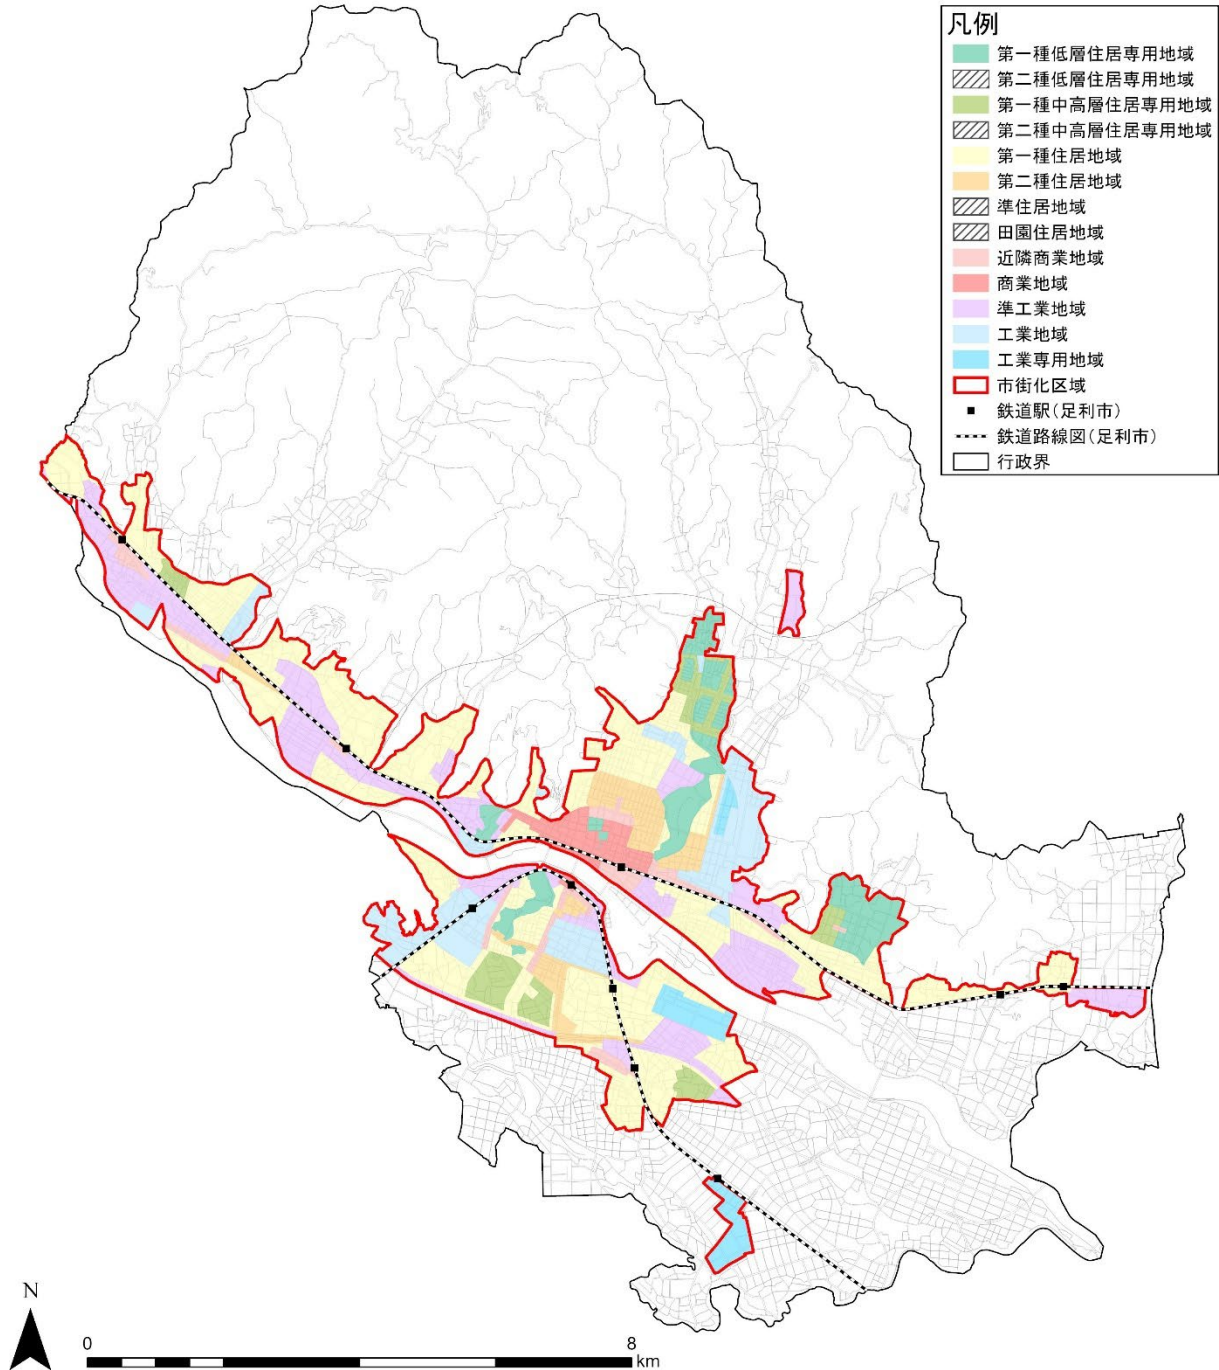 凡例
第一種低層住居専用地域
第二種低層住居専用地域
第一種中高層住居専用地域
第二種中高層住居専用地域
第一種住居地域
第二種住居地域
準住居地域
田園住居地域
近隣商業地域
商業地域
準工業地域
工業地域
工業専用地域
市街化区域
鉄道駅(足利市)
鉄道路線図(足利市)
行政界
N
0 8
km